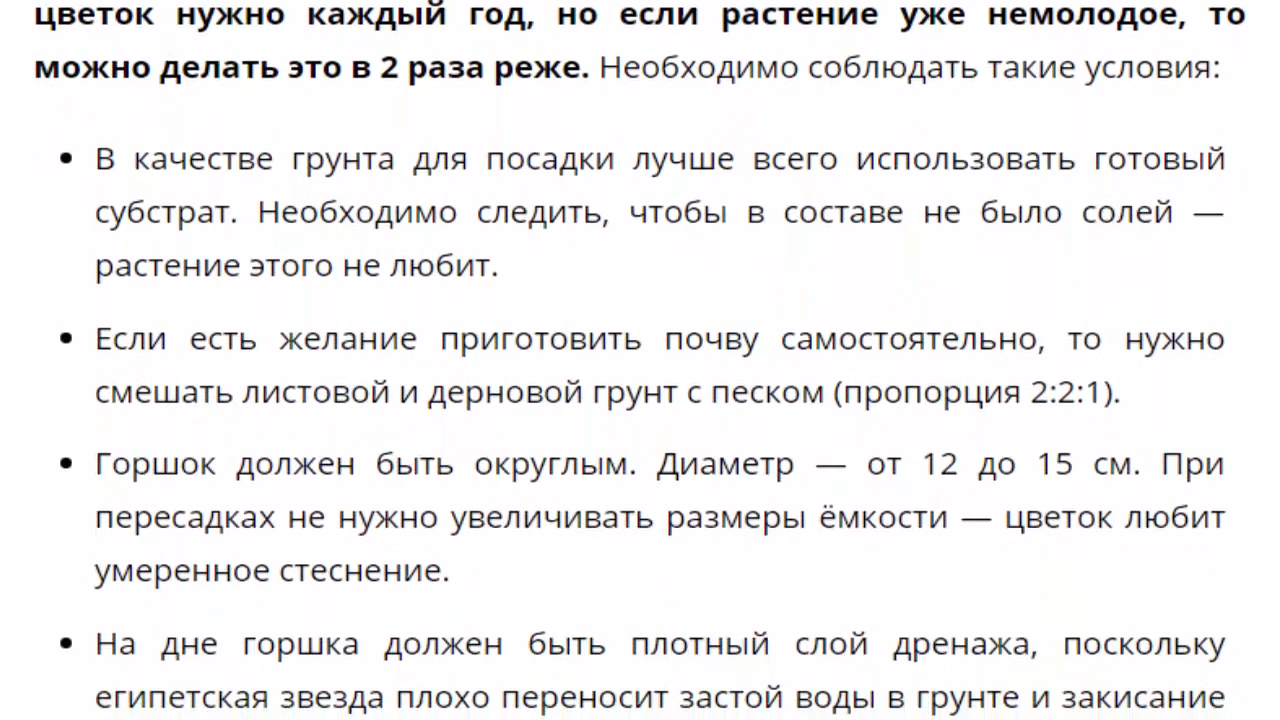 цветок нужно каждый год, но если растение уже немолодое, то
можно делать это в 2 раза реже. Необходимо соблюдать такие условия:
• В качестве грунта для посадки лучше всего использовать готовый
субстрат. Необходимо следить, чтобы в составе не было солей —
растение этого не любит.
• Если есть желание приготовить почву самостоятельно, то нужно
смешать листовой и дерновой грунт с песком (пропорция 2:2:1).
• Горшок должен быть округлым. Диаметр — от 12 до 15 см. При
пересадках не нужно увеличивать размеры ёмкости — цветок любит
умеренное стеснение.
• На дне горшка должен быть плотный слой дренажа, поскольку
египетская звезда плохо переносит застой воды в грунте и закисание